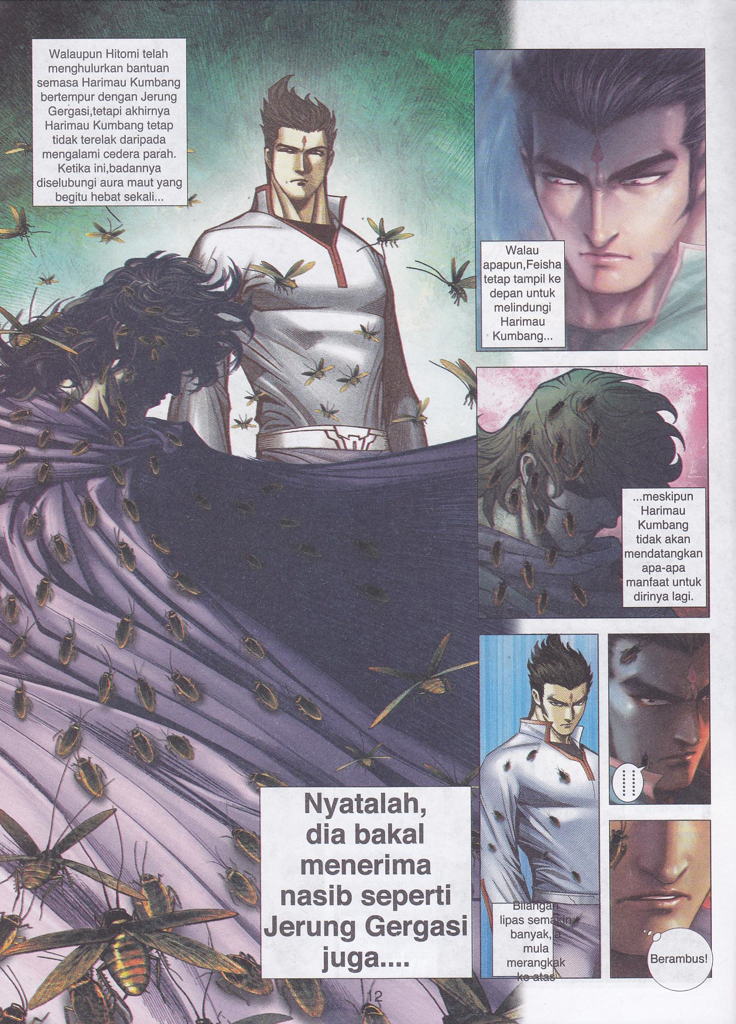 Walaupun Hitomi telah
menghulurkan bantuan
semasa Harimau Kumbang
bertempur dengan Jerung
Gergasi,tetapi akhirnya
Harimau Kumbang tetap
tidak terelak daripada
mengalami cedera parah.
Ketika ini,badannya
diselubungi aura maut yang
begitu hebat sekali...
Walau
apapun,Feisha
tetap tampil ke
depan untuk
melindungi
Harimau
Kumbang...
...meskipun
Harimau
Kumbang
tidak akan
mendatangkan
apa-apa
manfaat untuk
dirinya lagi.
Nyatalah,
dia bakal
menerima
nasib seperti
Jerung Gergasi
juga....
Bilangan
lipas semakin
banyak,
mula
merangkak
ke atas
Berambus!
12